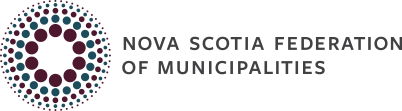 NOVA SCOTIA FEDERATION
OF MUNICIPALITIES